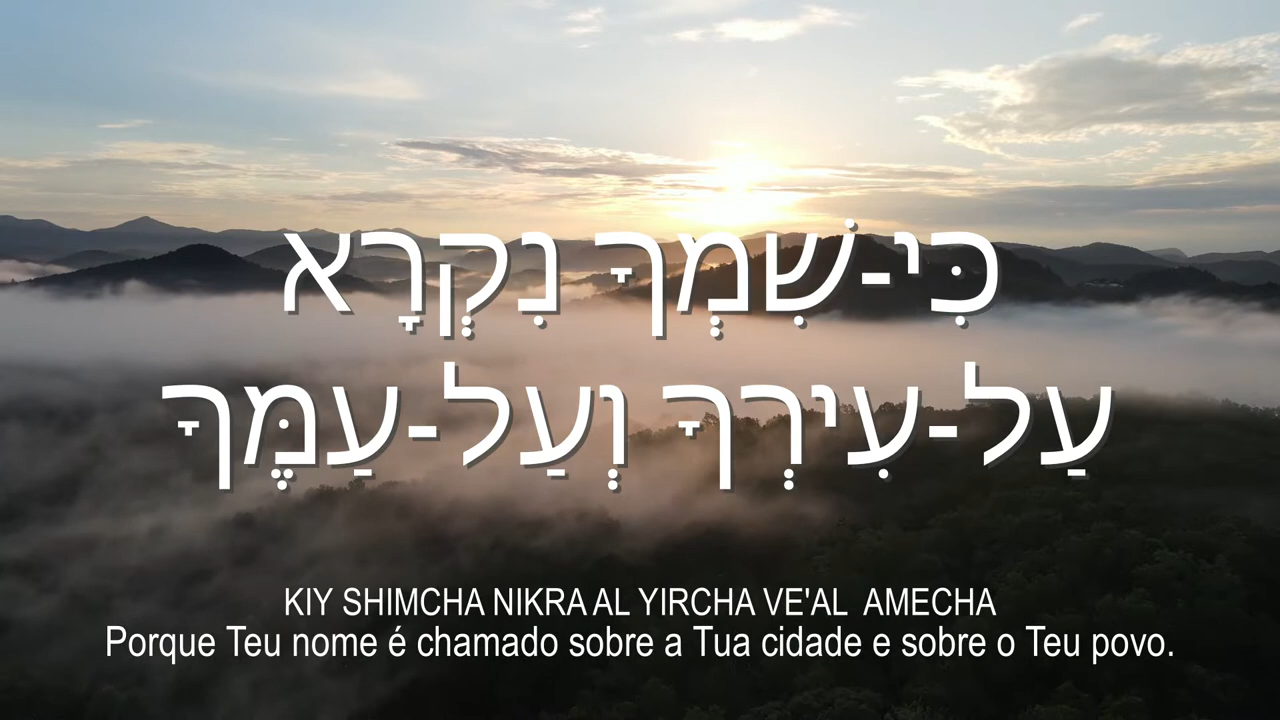 כִּי-שִׁמְךָ נִקְרָא
עַל-עִירְךָ וְעַל-עַמֶּךָ
KIY SHIMCHA NIKRA AL YIRCHA VE'AL  AMECHA
Porque Teu nome é chamado sobre a Tua cidade e sobre o Teu povo.